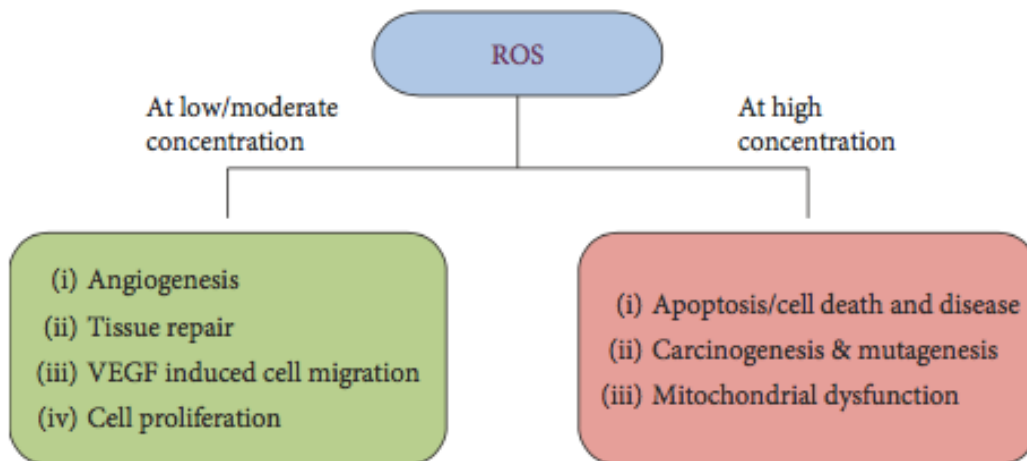 ROS
At low/moderate
concentration
At high
concentration
(i) Angiogenesis
(ii) Tissue repair
(iii) VEGF induced cell migration
(iv) Cell proliferation
(i) Apoptosis/cell death and disease
(ii) Carcinogenesis & mutagenesis
(iii) Mitochondrial dysfunction